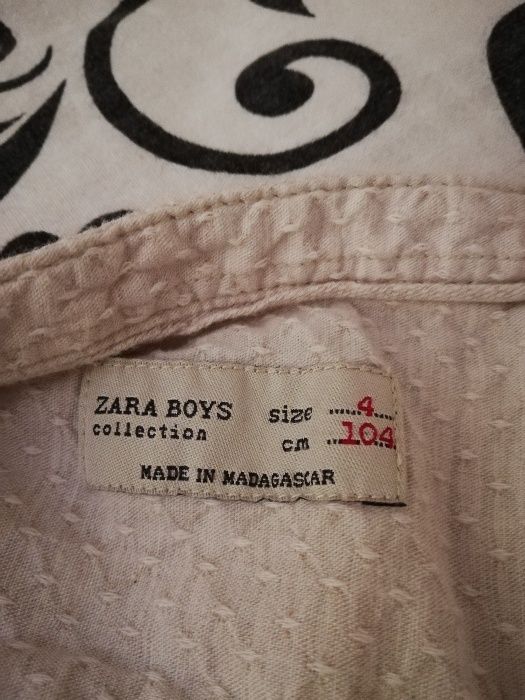 ZARA BOYS size ......4....
collection cm ...104
MADE IN MADAGASCAR